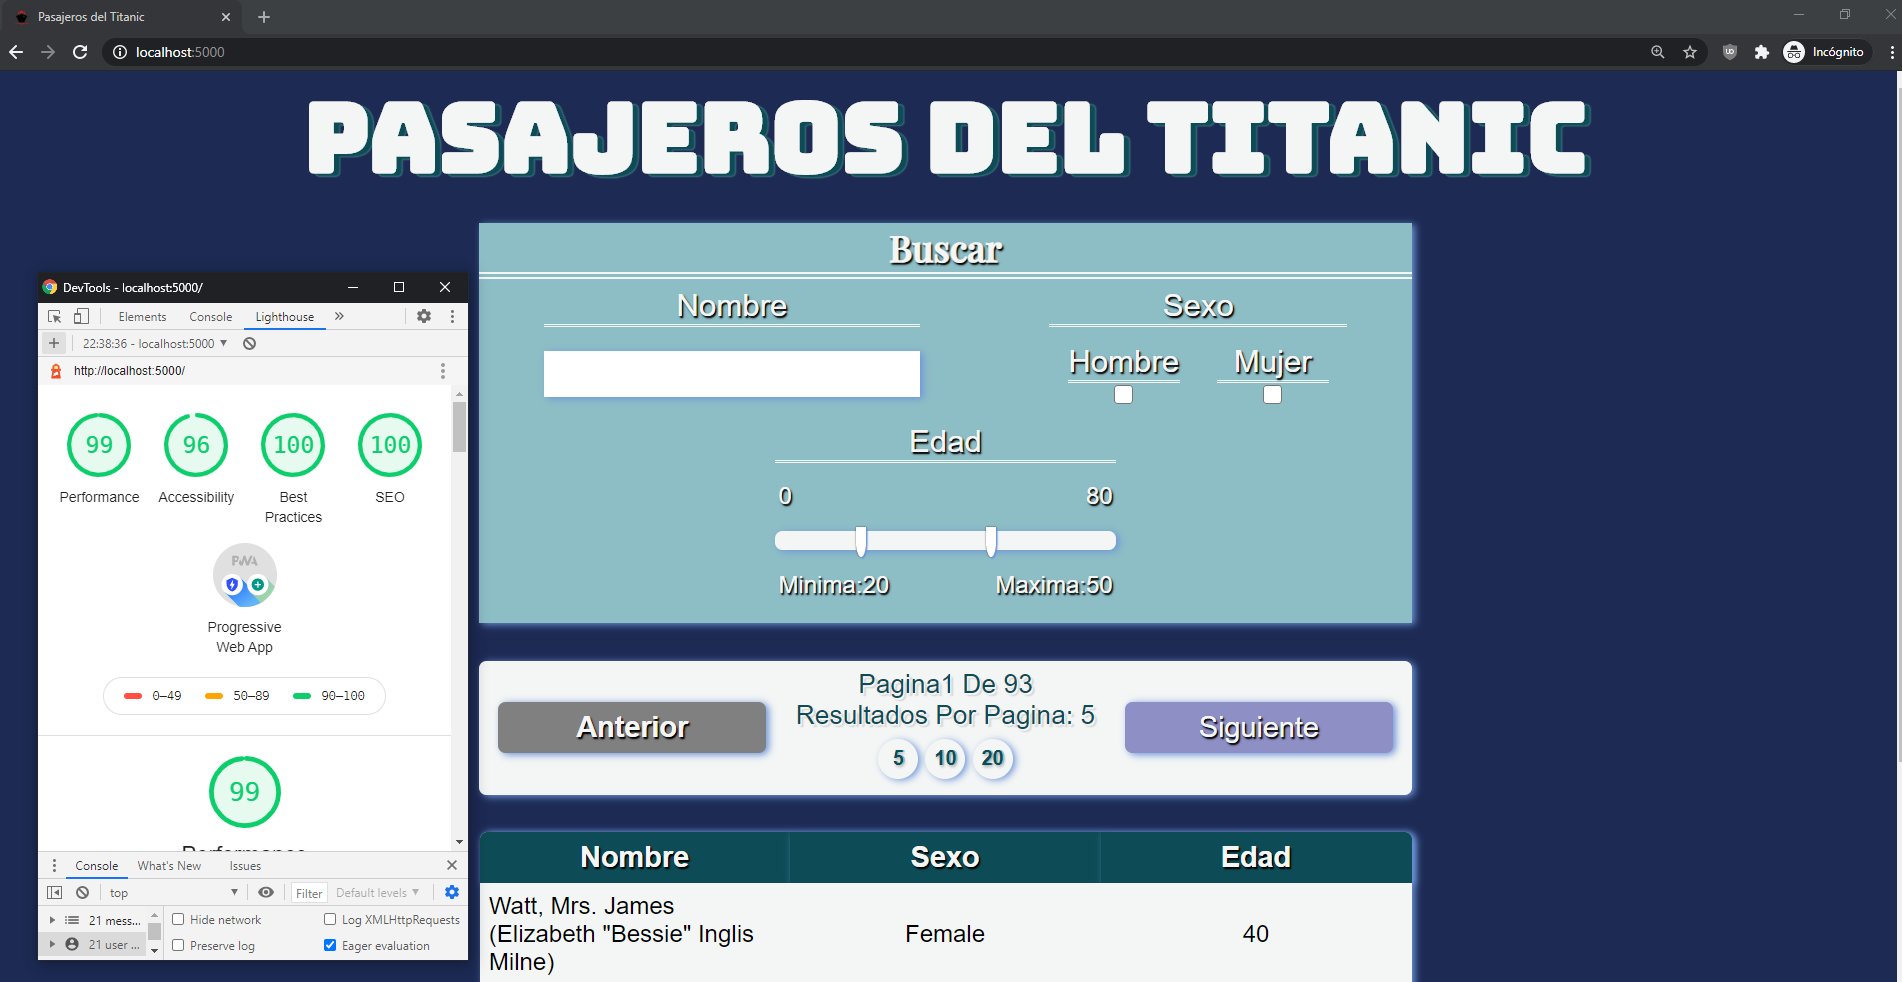 Pasajeros del Titanic
localhost:5000
Incógnito
PASAJEROS DEL TITANIC
Buscar
Nombre
Sexo
Hombre
Mujer
Edad
0
80
Minima:20
Maxima:50
Anterior
Pagina1 De 93
Resultados Por Pagina: 5
5
10
20
Siguiente
Nombre
Sexo
Edad
Watt, Mrs. James
(Elizabeth "Bessie" Inglis
Milne)
Female
40
DevTools - localhost:5000/
Elements
Console
Lighthouse
22:38:36 - localhost:5000
http://localhost:5000/
99
96
100
100
Performance
Accessibility
Best
Practices
SEO
PWA
Progressive
Web App
0–49
50–89
90–100
99
Performance
Console
What's New
Issues
top
Filter
Default levels
21 mess...
21 user ...
Hide network
Log XMLHttpRequests
Preserve log
Eager evaluation